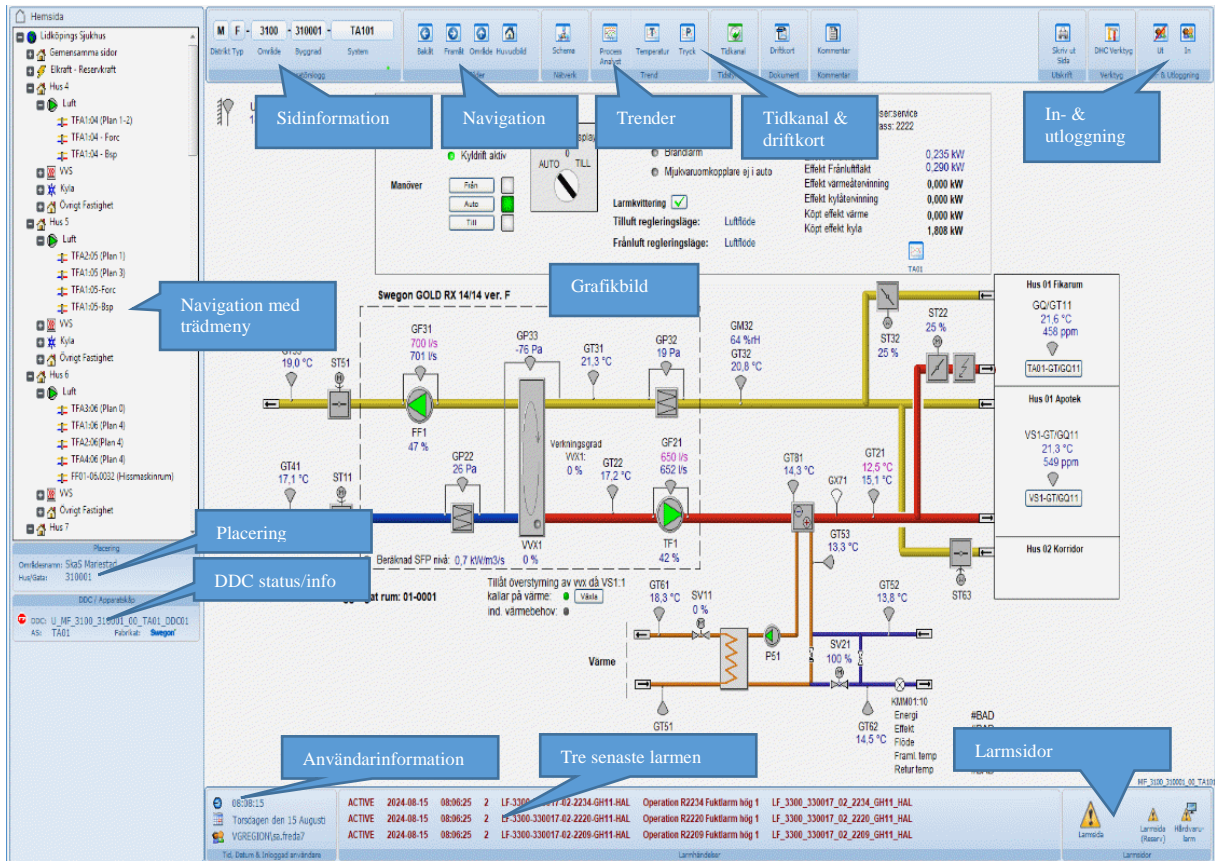 Hemsida
Lidköpings Sjukhus
Gemensamma sidor
Elkraft - Reservkraft
Hus 4
Luft
TFA1:04 (Plan 1-2)
TFA1:04 - Forc
TFA1:04 - Bsp
VVS
Kyla
Övrigt Fastighet
Hus 5
Luft
TFA2:05 (Plan 1)
TFA1:05 (Plan 3)
TFA1:05-Forc
TFA1:05-Bsp
VVS
Kyla
Övrigt Fastighet
Hus 6
Luft
TFA3:06 (Plan 0)
TFA1:06 (Plan 4)
TFA2:06(Plan 4)
TFA4:06 (Plan 4)
FF01-06.0032 (Hissmaskinrum)
VVS
Övrigt Fastighet
Hus 7
Navigation med trädmeny
Placering
Placering
Områdesnamn: SkaS Mariestad
Hus/Gata: 310001
DDC status/info
DDC / Apparatskåp
DDC: U_MF_3100_310001_00_TA01_DDC01
AS: TA01 Fabrikat: Swegon
M F - 3100 - 310001 - TA101
Distrikt Typ Område Byggnad System
Bakåt Framåt Område Huvudbild
Schema
Nätverk
Process Analyst Temperatur Tryck
Trend
Tidkanal
Driftkort
Dokument
Kommentar
Kommentar
Skriv ut Sida
Utskrift
DHC Verktyg
Verktyg
Ut In
& Utloggning
Sidinformation
Navigation
Trender
Tidkanal & driftkort
In- & utloggning
Kyldrift aktiv
Manöver
Från
Auto
Till
0
AUTO TILL
Brandlarm
Mjukvaruomkopplare ej i auto
Larmkvittering
Tilluft regleringsläge: Luftflöde
Frånluft regleringsläge: Luftflöde
0,235 kW
Effekt Frånluftfläkt 0,290 kW
Effekt värmeåtervinning 0,000 kW
Effekt kylåtervinning 0,000 kW
Köpt effekt värme 0,000 kW
Köpt effekt kyla 1,808 kW
TA01
Grafikbild
Swegon GOLD RX 14/14 ver. F
19,0 °C
ST51
GF31
700 l/s
701 l/s
FF1
47 %
GP33
-76 Pa
GT31
21,3 °C
GP32
19 Pa
GM32
64 %rH
GT32
20,8 °C
ST32
25 %
ST22
25 %
Hus 01 Fikarum
GQ/GT11
21,6 °C
458 ppm
TA01-GT/GQ11
Hus 01 Apotek
VS1-GT/GQ11
21,3 °C
549 ppm
VS1-GT/GQ11
Hus 02 Korridor
GT41
17,1 °C
ST11
GP22
26 Pa
Verkningsgrad
VVX1:
0 %
GT22
17,2 °C
GF21
650 l/s
652 l/s
TF1
42 %
VVX1
0 %
GT81
14,3 °C
GX71
GT21
12,5 °C
15,1 °C
GT53
13,3 °C
ST63
Beräknad SFP nivå: 0,7 kW/m3/s
rum: 01-0001
Tillåt överstyrning av vvx då VS1:1
kallar på värme: Växla
ind. värmebehov:
GT61
18,3 °C
SV11
0 %
P51
Värme
GT51
GT52
13,8 °C
SV21
100 %
GT62
14,5 °C
KMM01:10
Energi #BAD
Effekt
Flöde
Framl. temp
Retur temp
Användarinformation
Tre senaste larmen
Larmsidor
MF_3100_310001_00_TA101
08:08:15
Torsdagen den 15 Augusti
VGREGION\sa.freda7
Tid, Datum & Inloggad användare
ACTIVE 2024-08-15 08:06:25 2 LF-3300-330017-02-2234-GH11-HAL Operation R2234 Fuktlarm hög 1 LF_3300_330017_02_2234_GH11_HAL
ACTIVE 2024-08-15 08:06:25 2 LF-3300-330017-02-2220-GH11-HAL Operation R2220 Fuktlarm hög 1 LF_3300_330017_02_2220_GH11_HAL
ACTIVE 2024-08-15 08:06:25 2 LF-3300-330017-02-2209-GH11-HAL Operation R2209 Fuktlarm hög 1 LF_3300_330017_02_2209_GH11_HAL
Larmhändelser
Larmsida
Larmsida (Reserv)
Hårdvarularm
Larmsidor